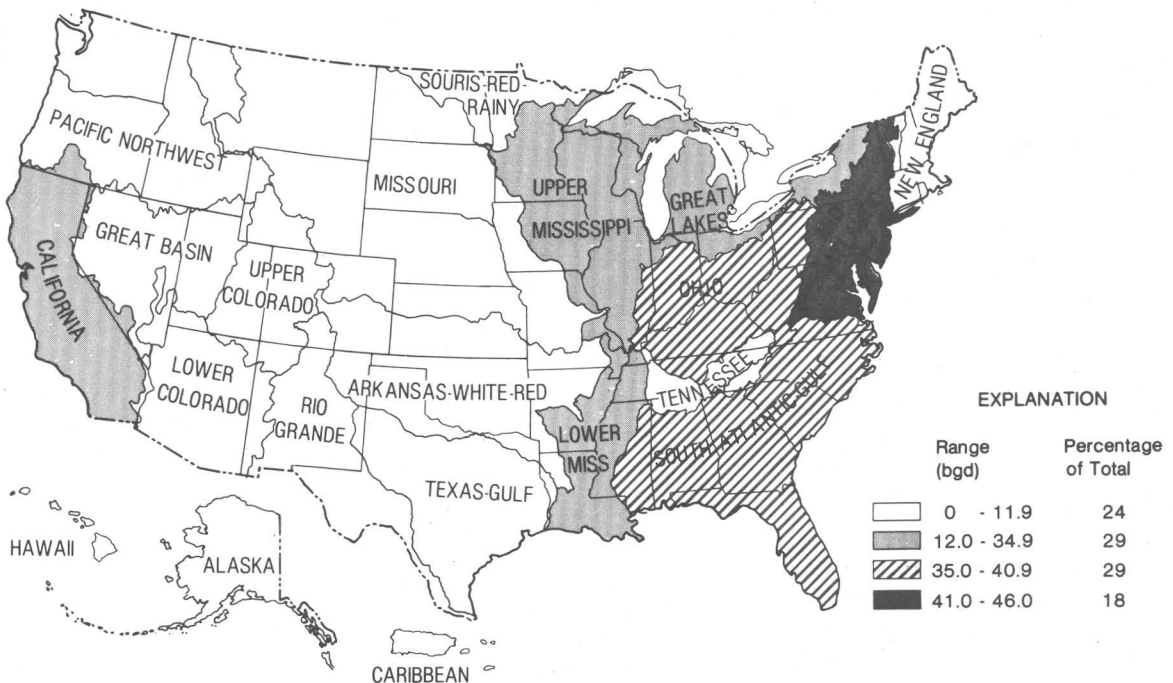 SOURIS-RED-
RAINY
NEW ENGLAND
PACIFIC NORTHWEST
MISSOURI
UPPER
MISSISSIPPI
GREAT
LAKES
GREAT BASIN
CALIFORNIA
UPPER
COLORADO
OHIO
LOWER
COLORADO
RIO
GRANDE
ARKANSAS-WHITE-RED
TENNESSEE
SOUTH ATLANTIC-GULF
LOWER
MISS
TEXAS-GULF
HAWAII
ALASKA
CARIBBEAN
EXPLANATION
Range Percentage
(bgd) of Total
0 - 11.9 24
12.0 - 34.9 29
35.0 - 40.9 29
41.0 - 46.0 18